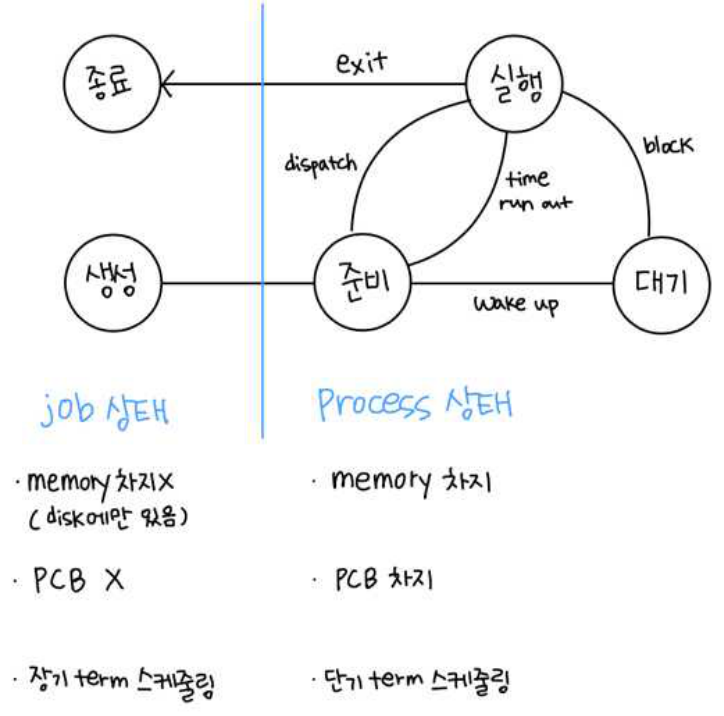 종료
exit
실행
dispatch
time
run out
block
생성
준비
대기
wake up
job 상태
Process 상태
· memory 차지X
(disk에만 있음)
· memory 차지
· PCB X
· PCB 차지
· 장기 term 스케줄링
· 단기 term 스케줄링